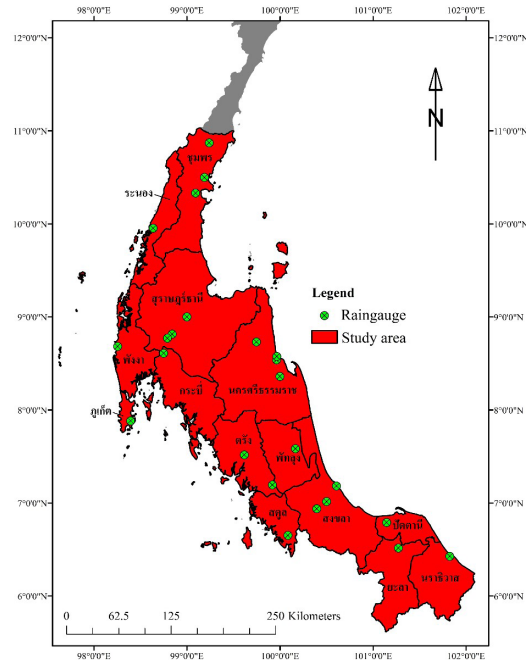 98°0'0"E 99°0'0"E 100°0'0"E 101°0'0"E 102°0'0"E
12°0'0"N 12°0'0"N
11°0'0"N 11°0'0"N
N
ชุมพร
ระนอง
10°0'0"N 10°0'0"N
สุราษฎร์ธานี
Legend
Raingauge
Study area
9°0'0"N 9°0'0"N
พังงา
กระบี่
นครศรีธรรมราช
ภูเก็ต
8°0'0"N 8°0'0"N
ตรัง
พัทลุง
7°0'0"N 7°0'0"N
สตูล
สงขลา
ปัตตานี
ยะลา
นราธิวาส
6°0'0"N 6°0'0"N
0 62.5 125 250 Kilometers
98°0'0"E 99°0'0"E 100°0'0"E 101°0'0"E 102°0'0"E